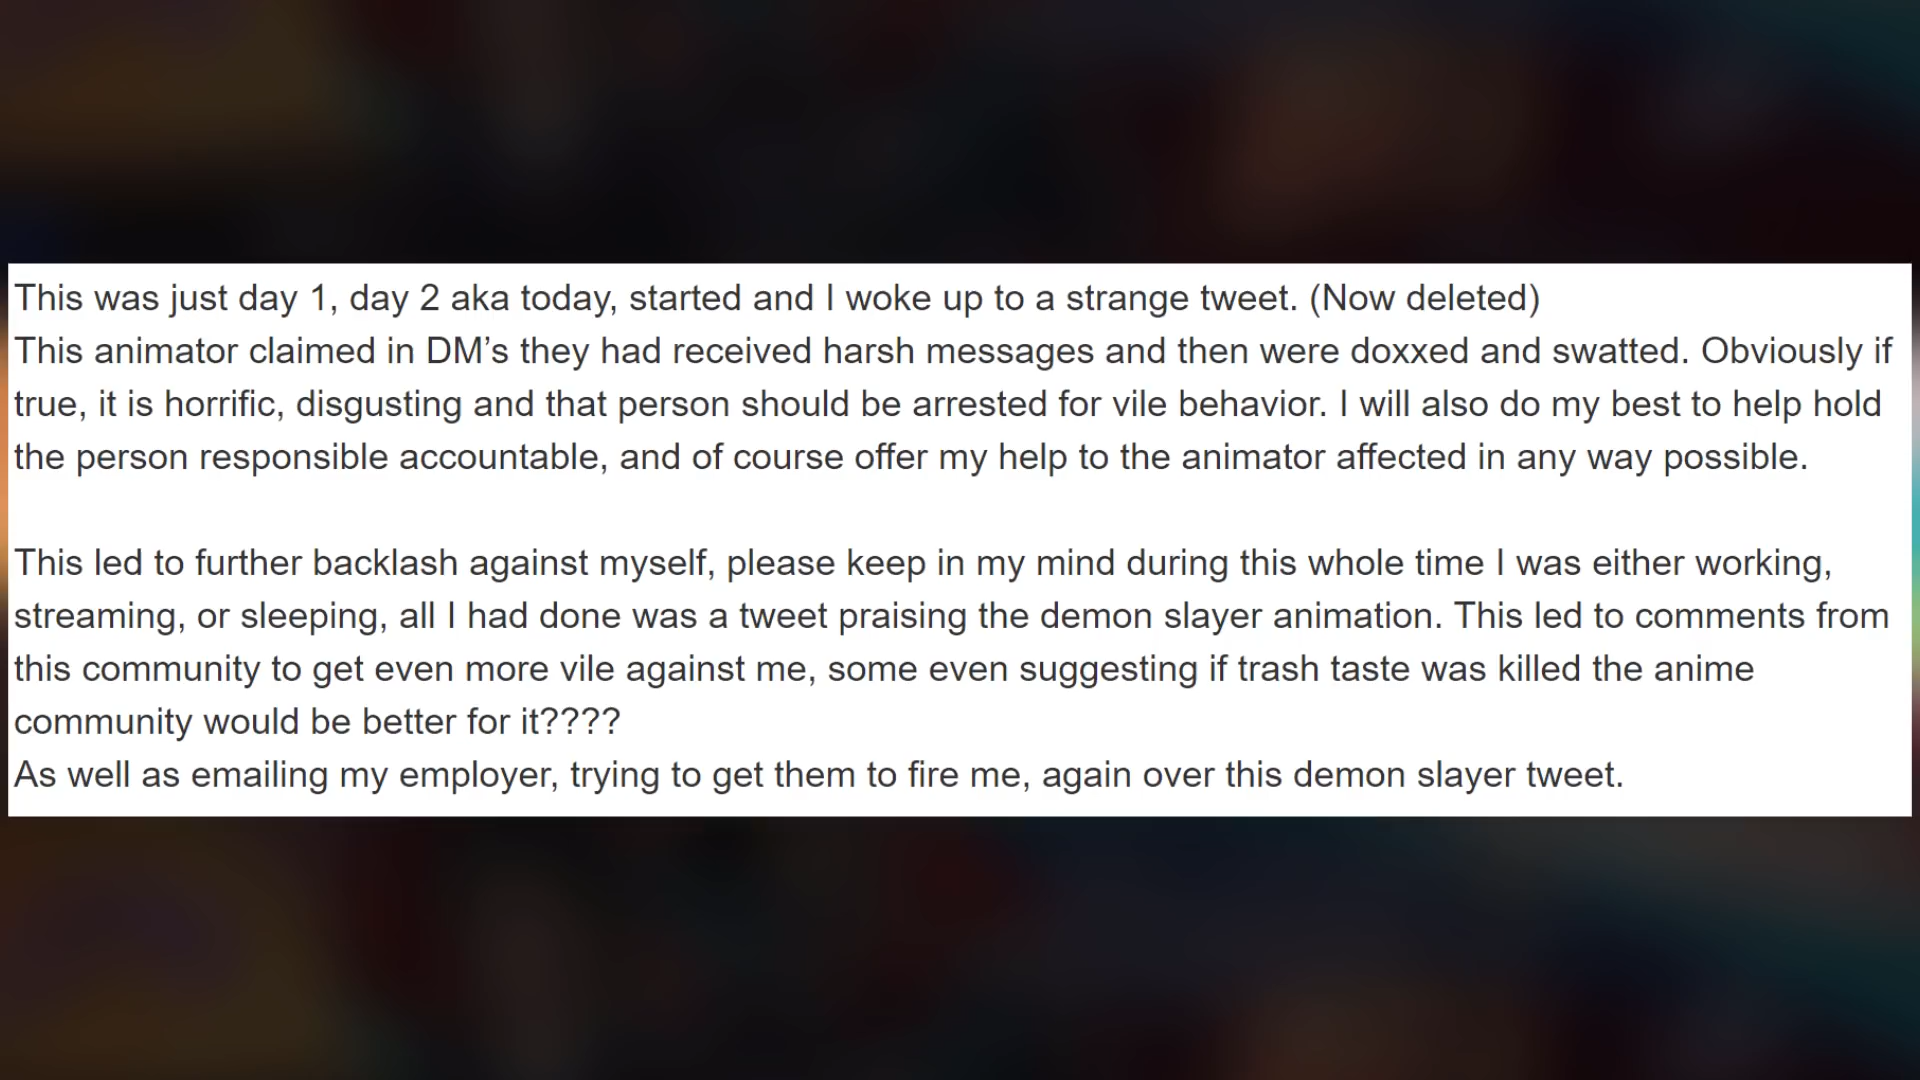 This was just day 1, day 2 aka today, started and I woke up to a strange tweet. (Now deleted)
This animator claimed in DM’s they had received harsh messages and then were doxxed and swatted. Obviously if
true, it is horrific, disgusting and that person should be arrested for vile behavior. I will also do my best to help hold
the person responsible accountable, and of course offer my help to the animator affected in any way possible.
This led to further backlash against myself, please keep in my mind during this whole time I was either working,
streaming, or sleeping, all I had done was a tweet praising the demon slayer animation. This led to comments from
this community to get even more vile against me, some even suggesting if trash taste was killed the anime
community would be better for it????
As well as emailing my employer, trying to get them to fire me, again over this demon slayer tweet.